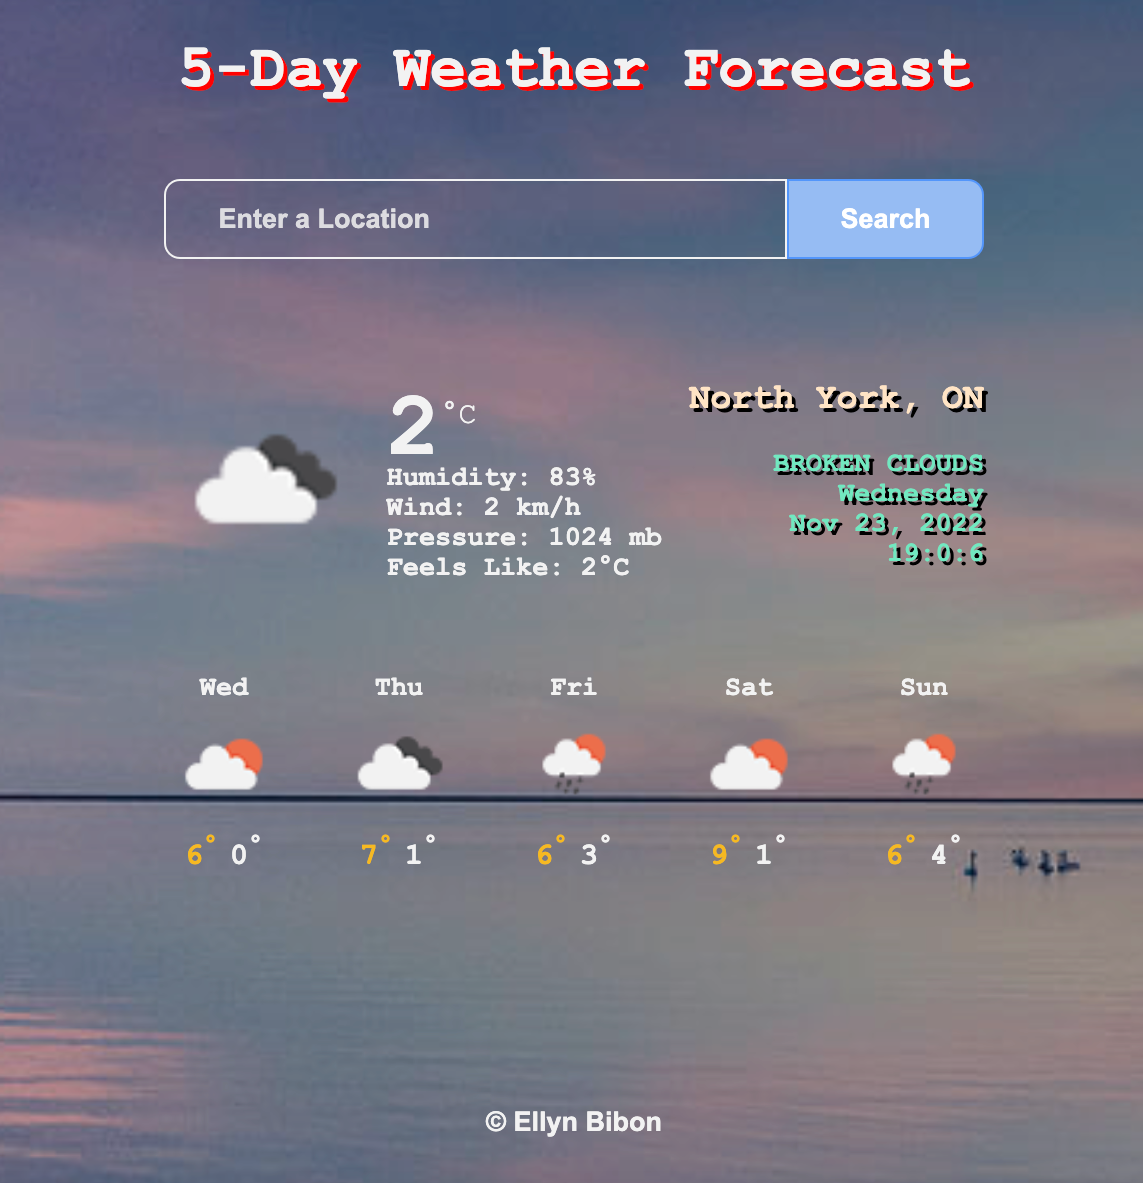 5-Day Weather Forecast
Enter a Location
Search
2°C
Humidity: 83%
Wind: 2 km/h
Pressure: 1024 mb
Feels Like: 2°C
North York, ON
BROKEN CLOUDS
Wednesday
Nov 23, 2022
19:0:6
Wed Thu Fri Sat Sun
6° 0° 7° 1° 6° 3° 9° 1° 6° 4°
© Ellyn Bibon